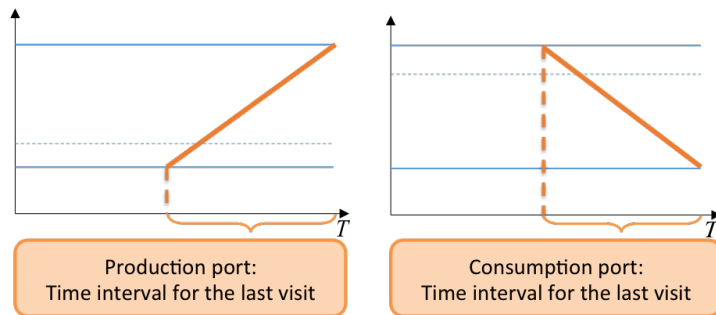 T
T
Production port:
Time interval for the last visit
Consumption port:
Time interval for the last visit